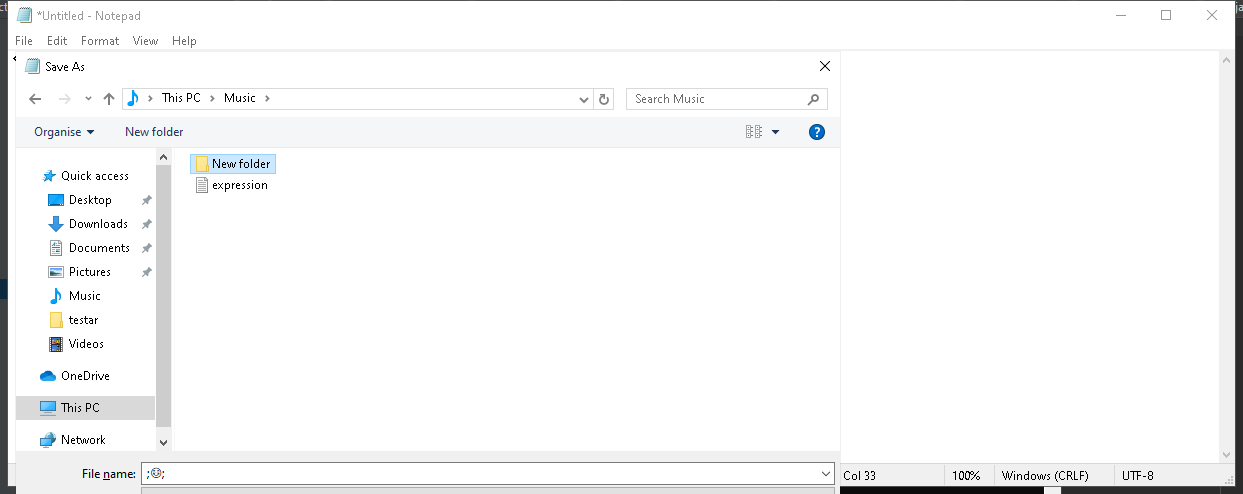 *Untitled - Notepad
File Edit Format View Help
Save As
This PC Music
Search Music
Organise New folder
Quick access
Desktop
Downloads
Documents
Pictures
Music
testar
Videos
OneDrive
This PC
Network
New folder
expression
File name: ;☺;
Col 33 100% Windows (CRLF) UTF-8